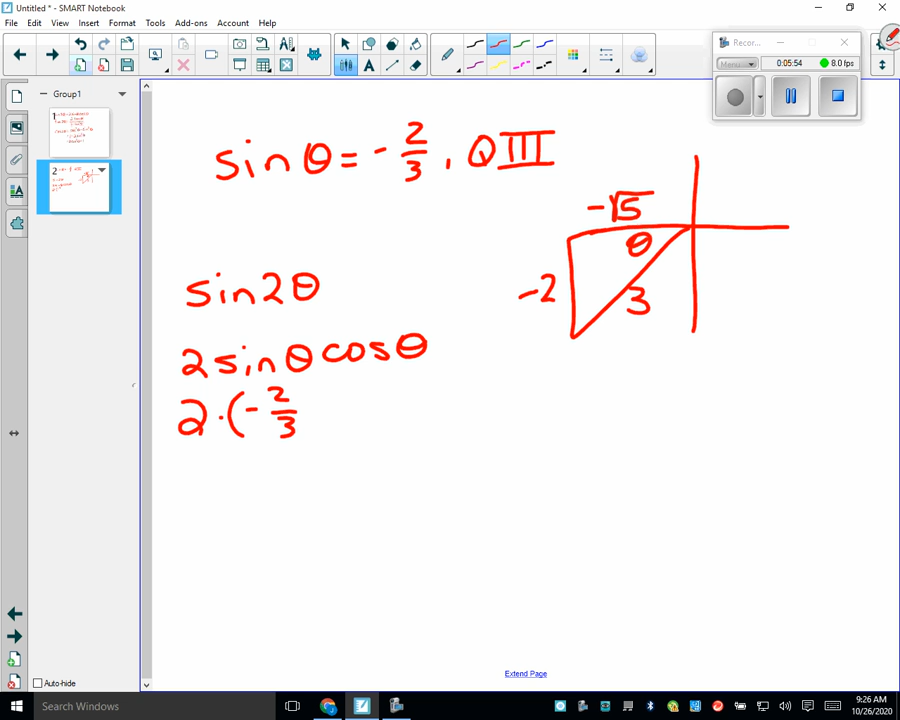 Untitled * - SMART Notebook
File Edit View Insert Format Tools Add-ons Account Help
Recor...
Menu
0:05:54
8.0 fps
Group1
1
2
sin θ = - 2/3 , Q III
-√5
θ
-2
3
sin 2θ
2 sin θ cos θ
2 · (- 2/3
Extend Page
Auto-hide
Search Windows
9:26 AM
10/26/2020